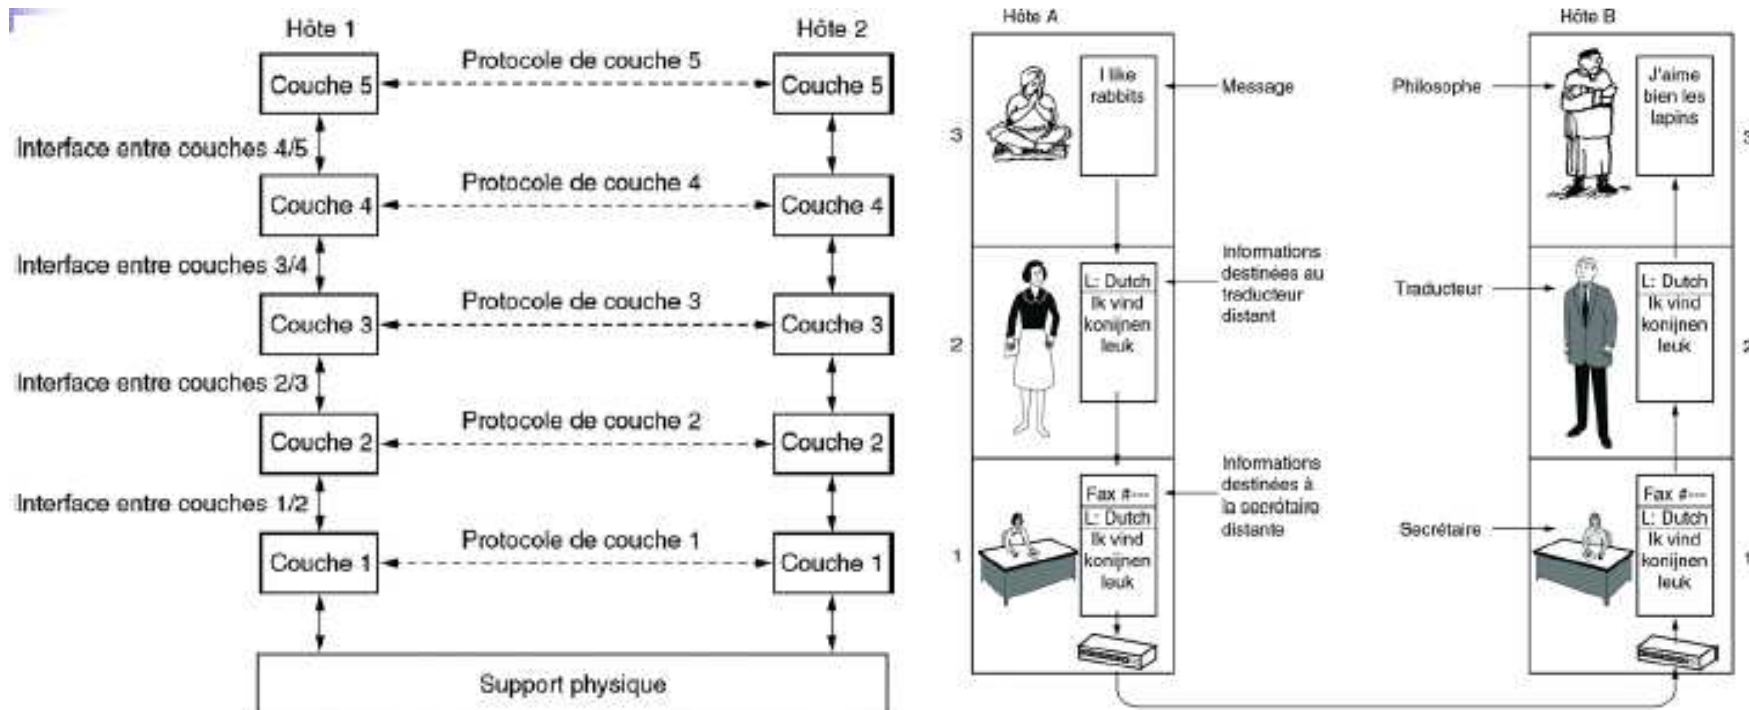 Hôte 1
Hôte 2
Couche 5
Protocole de couche 5
Couche 5
Interface entre couches 4/5
Couche 4
Protocole de couche 4
Couche 4
Interface entre couches 3/4
Couche 3
Protocole de couche 3
Couche 3
Interface entre couches 2/3
Couche 2
Protocole de couche 2
Couche 2
Interface entre couches 1/2
Couche 1
Protocole de couche 1
Couche 1
Support physique
Hôte A
Hôte B
3
I like
rabbits
Message
Philosophe
J'aime
bien les
lapins
3
2
L: Dutch
Ik vind
konijnen
leuk
Informations
destinées au
traducteur
distant
Traducteur
L: Dutch
Ik vind
konijnen
leuk
2
1
Fax #---
L: Dutch
Ik vind
konijnen
leuk
Informations
destinées à
la secrétaire
distante
Secrétaire
Fax #---
L: Dutch
Ik vind
konijnen
leuk
1